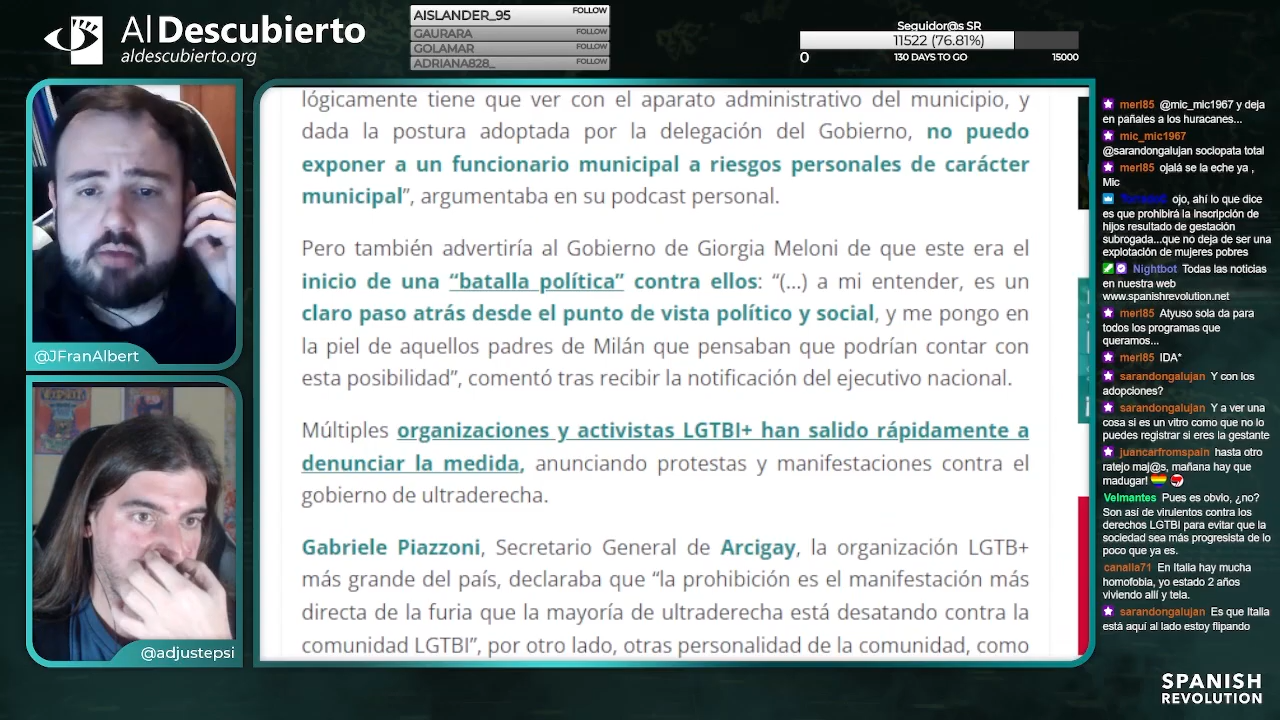 Al Descubierto
aldescubierto.org
AISLANDER_95 FOLLOW
GAURARA FOLLOW
GOLAMAR FOLLOW
ADRIANA828_ FOLLOW
Seguidor@s SR
11522 (76.81%)
0 130 DAYS TO GO 15000
@JFranAlbert
@adjustepsi
lógicamente tiene que ver con el aparato administrativo del municipio, y
dada la postura adoptada por la delegación del Gobierno, no puedo
exponer a un funcionario municipal a riesgos personales de carácter
municipal”, argumentaba en su podcast personal.
Pero también advertiría al Gobierno de Giorgia Meloni de que este era el
inicio de una “batalla política” contra ellos: “(...) a mi entender, es un
claro paso atrás desde el punto de vista político y social, y me pongo en
la piel de aquellos padres de Milán que pensaban que podrían contar con
esta posibilidad”, comentó tras recibir la notificación del ejecutivo nacional.
Múltiples organizaciones y activistas LGTBI+ han salido rápidamente a
denunciar la medida, anunciando protestas y manifestaciones contra el
gobierno de ultraderecha.
Gabriele Piazzoni, Secretario General de Arcigay, la organización LGTB+
más grande del país, declaraba que “la prohibición es el manifestación más
directa de la furia que la mayoría de ultraderecha está desatando contra la
comunidad LGTBI”, por otro lado, otras personalidad de la comunidad, como
merl85 @mic_mic1967 y deja
en pañales a los huracanes...
mic_mic1967
@sarandongalujan sociopata total
merl85 ojalá se la eche ya ,
Mic
ojo, ahí lo que dice
es que prohibirá la inscripción de
hijos resultado de gestación
subrogada...que no deja de ser una
explotación de mujeres pobres
Nightbot Todas las noticias
en nuestra web
www.spanishrevolution.net
merl85 Atyuso sola da para
todos los programas que
queramos...
merl85 IDA*
sarandongalujan Y con los
adopciones?
sarandongalujan Y a ver una
cosa si es un vitro como que no lo
puedes registrar si eres la gestante
juancarfromspain hasta otro
ratejo maj@s, mañana hay que
madugar!
Velmantes Pues es obvio, ¿no?
Son así de virulentos contra los
derechos LGTBI para evitar que la
sociedad sea más progresista de lo
poco que ya es.
canalla71 En Italia hay mucha
homofobia, yo estado 2 años
viviendo allí y tela.
sarandongalujan Es que Italia
está aquí al lado estoy flipando
SPANISH
REVOLUTION